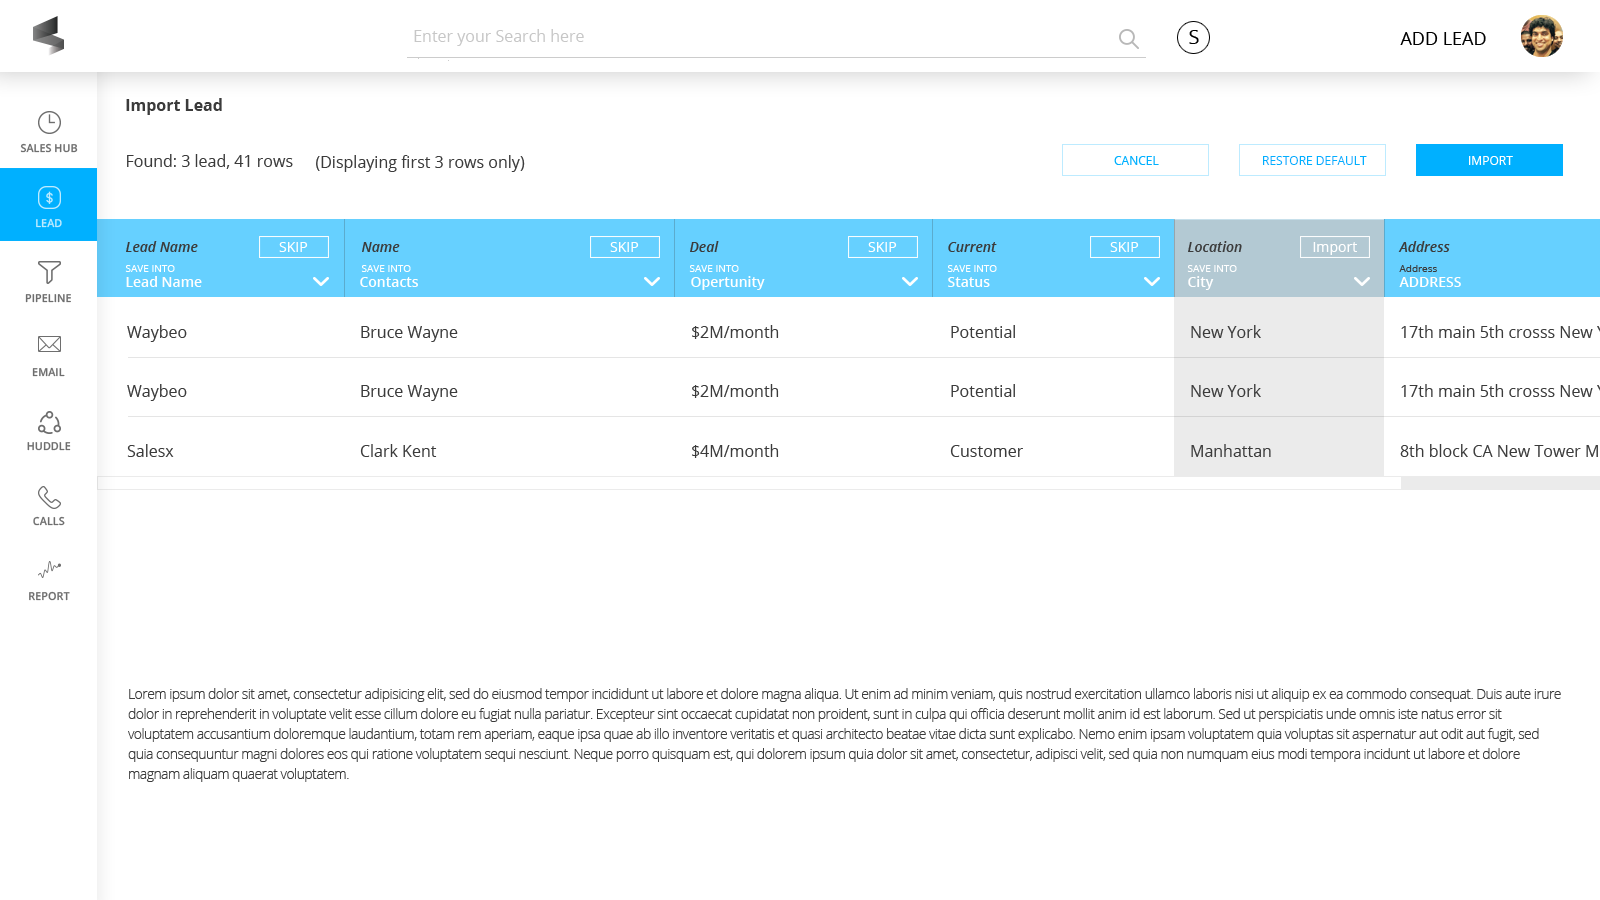 Enter your Search here
S
ADD LEAD
SALES HUB
LEAD
PIPELINE
EMAIL
HUDDLE
CALLS
REPORT
Import Lead
Found: 3 lead, 41 rows (Displaying first 3 rows only)
CANCEL RESTORE DEFAULT IMPORT
Lead Name SKIP Name SKIP Deal SKIP Current SKIP Location Import Address
SAVE INTO SAVE INTO SAVE INTO SAVE INTO SAVE INTO Address
Lead Name Contacts Opertunity Status City ADDRESS
Waybeo Bruce Wayne $2M/month Potential New York 17th main 5th crosss New
Waybeo Bruce Wayne $2M/month Potential New York 17th main 5th crosss New
Salesx Clark Kent $4M/month Customer Manhattan 8th block CA New Tower M
Lorem ipsum dolor sit amet, consectetur adipisicing elit, sed do eiusmod tempor incididunt ut labore et dolore magna aliqua. Ut enim ad minim veniam, quis nostrud exercitation ullamco laboris nisi ut aliquip ex ea commodo consequat. Duis aute irure
dolor in reprehenderit in voluptate velit esse cillum dolore eu fugiat nulla pariatur. Excepteur sint occaecat cupidatat non proident, sunt in culpa qui officia deserunt mollit anim id est laborum. Sed ut perspiciatis unde omnis iste natus error sit
voluptatem accusantium doloremque laudantium, totam rem aperiam, eaque ipsa quae ab illo inventore veritatis et quasi architecto beatae vitae dicta sunt explicabo. Nemo enim ipsam voluptatem quia voluptas sit aspernatur aut odit aut fugit, sed
quia consequuntur magni dolores eos qui ratione voluptatem sequi nesciunt. Neque porro quisquam est, qui dolorem ipsum quia dolor sit amet, consectetur, adipisci velit, sed quia non numquam eius modi tempora incidunt ut labore et dolore
magnam aliquam quaerat voluptatem.